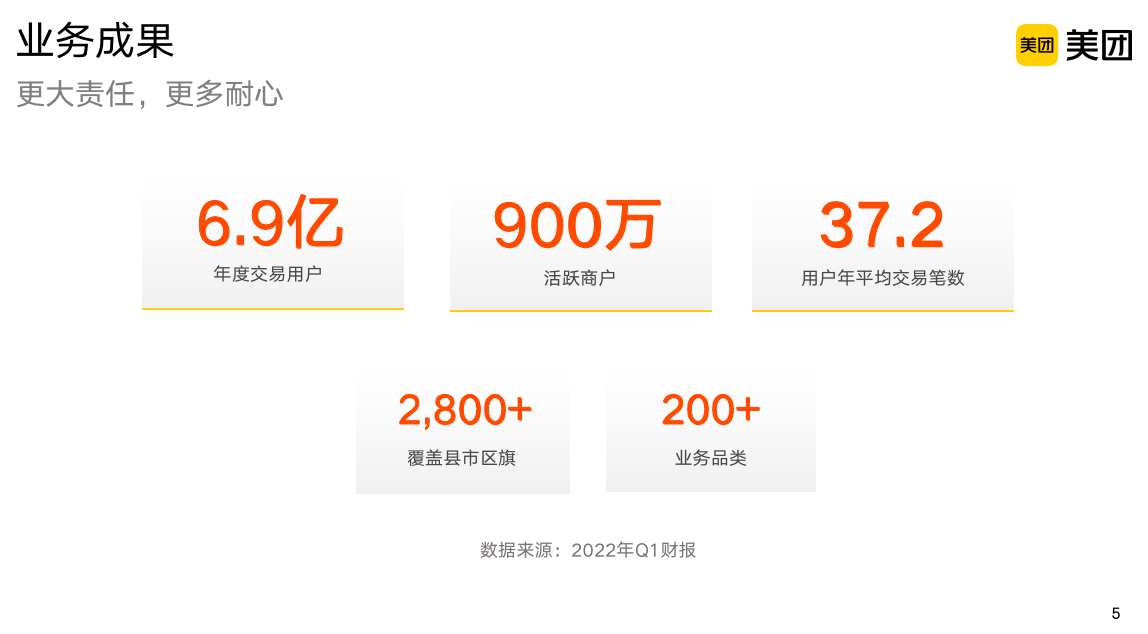 业务成果
美团 美团
更大责任，更多耐心
6.9亿
年度交易用户
900万
活跃商户
37.2
用户年平均交易笔数
2,800+
覆盖县市区旗
200+
业务品类
数据来源：2022年Q1财报
5